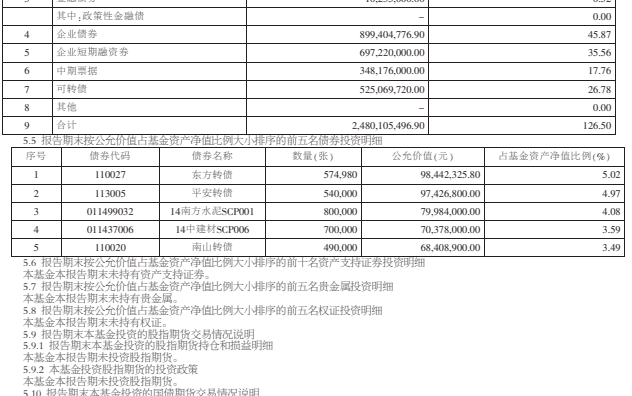 其中:政策性金融债 – 0.00
4 企业债券 899,404,776.90 45.87
5 企业短期融资券 697,220,000.00 35.56
6 中期票据 348,176,000.00 17.76
7 可转债 525,069,720.00 26.78
8 其他 – 0.00
9 合计 2,480,105,496.90 126.50
5.5 报告期末按公允价值占基金资产净值比例大小排序的前五名债券投资明细
序号 债券代码 债券名称 数量(张) 公允价值(元) 占基金资产净值比例(%)
1 110027 东方转债 574,980 98,442,325.80 5.02
2 113005 平安转债 540,000 97,426,800.00 4.97
3 011499032 14南方水泥SCP001 800,000 79,984,000.00 4.08
4 011437006 14中建材SCP006 700,000 70,378,000.00 3.59
5 110020 南山转债 490,000 68,408,900.00 3.49
5.6 报告期末按公允价值占基金资产净值比例大小排序的前十名资产支持证券投资明细
本基金本报告期末未持有资产支持证券。
5.7 报告期末按公允价值占基金资产净值比例大小排序的前五名贵金属投资明细
本基金本报告期末未持有贵金属。
5.8 报告期末按公允价值占基金资产净值比例大小排序的前五名权证投资明细
本基金本报告期末未持有权证。
5.9 报告期末本基金投资的股指期货交易情况说明
5.9.1 报告期末本基金投资的股指期货持仓和损益明细
本基金本报告期未投资股指期货。
5.9.2 本基金投资股指期货的投资政策
本基金本报告期未投资股指期货。
5.10 报告期末本基金投资的国债期货交易情况说明